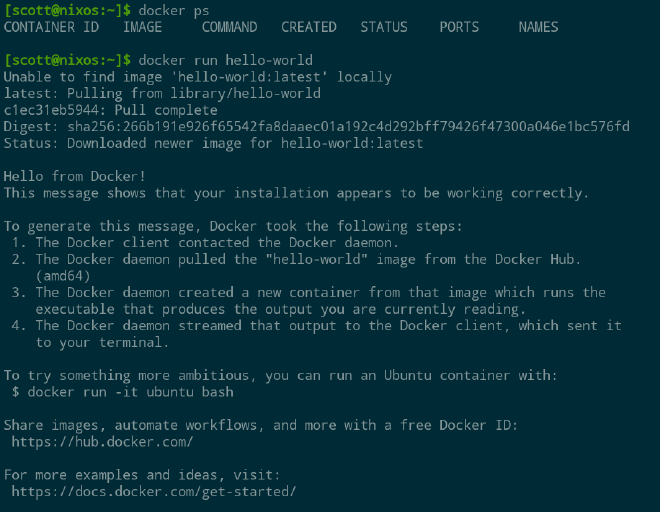 [scott@nixos:~]$ docker ps
CONTAINER ID   IMAGE     COMMAND   CREATED   STATUS    PORTS     NAMES
[scott@nixos:~]$ docker run hello-world
Unable to find image 'hello-world:latest' locally
latest: Pulling from library/hello-world
c1ec31eb5944: Pull complete
Digest: sha256:266b191e926f65542fa8daaec01a192c4d292bff79426f47300a046e1bc576fd
Status: Downloaded newer image for hello-world:latest
Hello from Docker!
This message shows that your installation appears to be working correctly.
To generate this message, Docker took the following steps:
1. The Docker client contacted the Docker daemon.
2. The Docker daemon pulled the "hello-world" image from the Docker Hub.
(amd64)
3. The Docker daemon created a new container from that image which runs the
executable that produces the output you are currently reading.
4. The Docker daemon streamed that output to the Docker client, which sent it
to your terminal.
To try something more ambitious, you can run an Ubuntu container with:
$ docker run -it ubuntu bash
Share images, automate workflows, and more with a free Docker ID:
https://hub.docker.com/
For more examples and ideas, visit:
https://docs.docker.com/get-started/